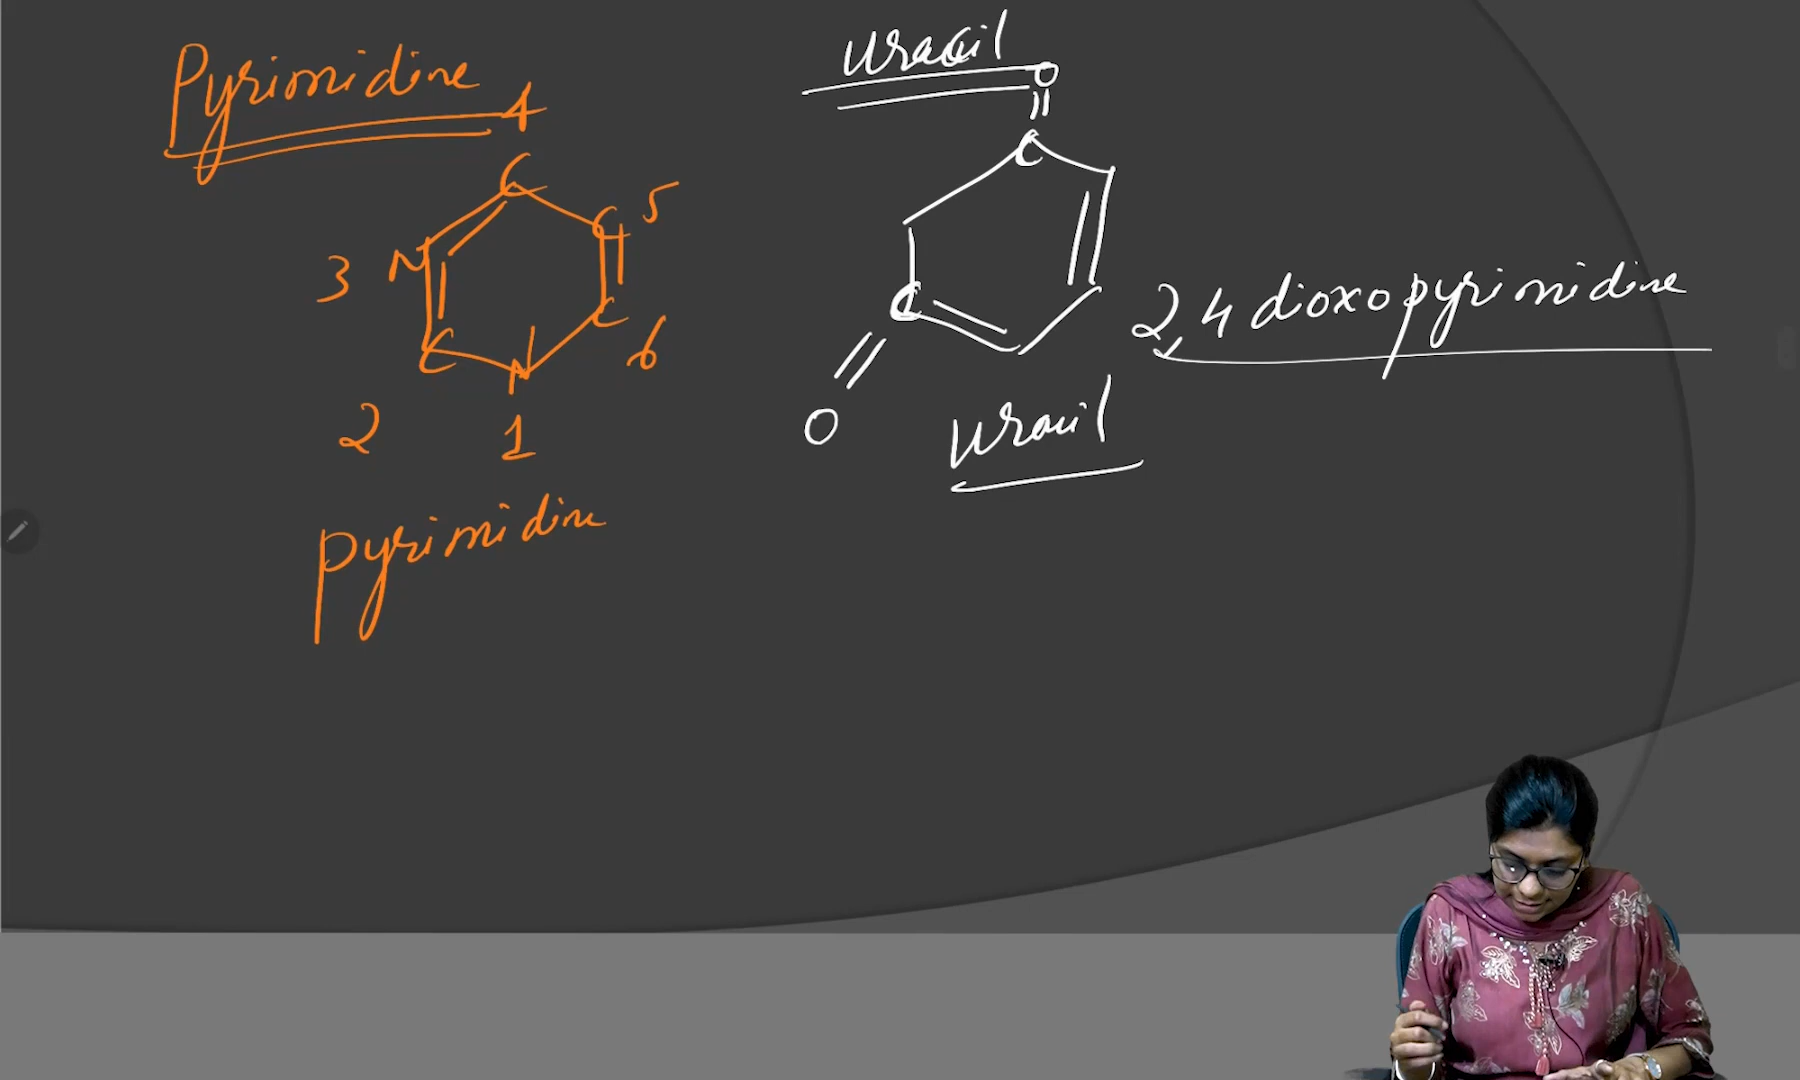 Pyrimidine
4
C
C 5
3 N
C
C 6
N
2 1
pyrimidine
Uracil
O
C
C
O
2,4 dioxopyrimidine
Uracil